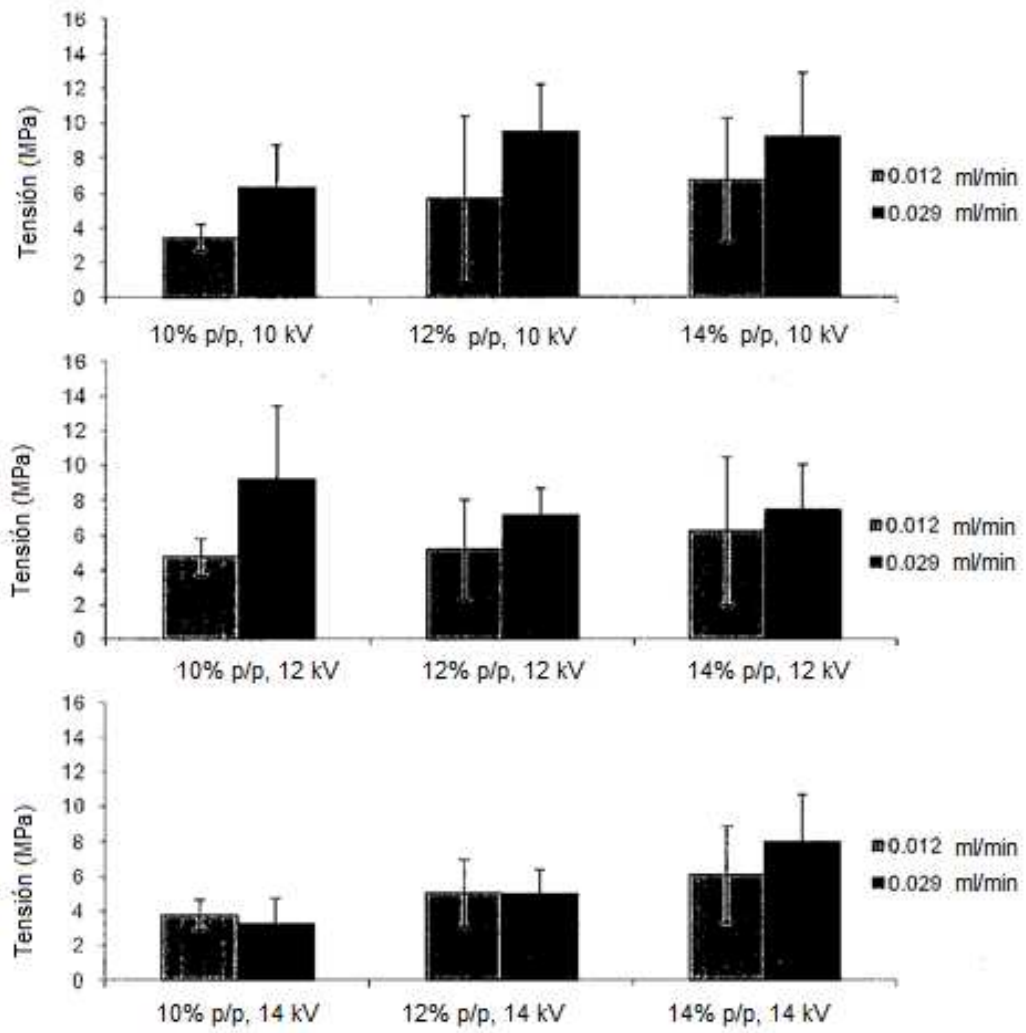 Tensión (MPa)
16
14
12
10
8
6
4
2
0
0.012 ml/min
0.029 ml/min
10% p/p, 10 kV
12% p/p, 10 kV
14% p/p, 10 kV
Tensión (MPa)
16
14
12
10
8
6
4
2
0
0.012 ml/min
0.029 ml/min
10% p/p, 12 kV
12% p/p, 12 kV
14% p/p, 12 kV
Tensión (MPa)
16
14
12
10
8
6
4
2
0
0.012 ml/min
0.029 ml/min
10% p/p, 14 kV
12% p/p, 14 kV
14% p/p, 14 kV